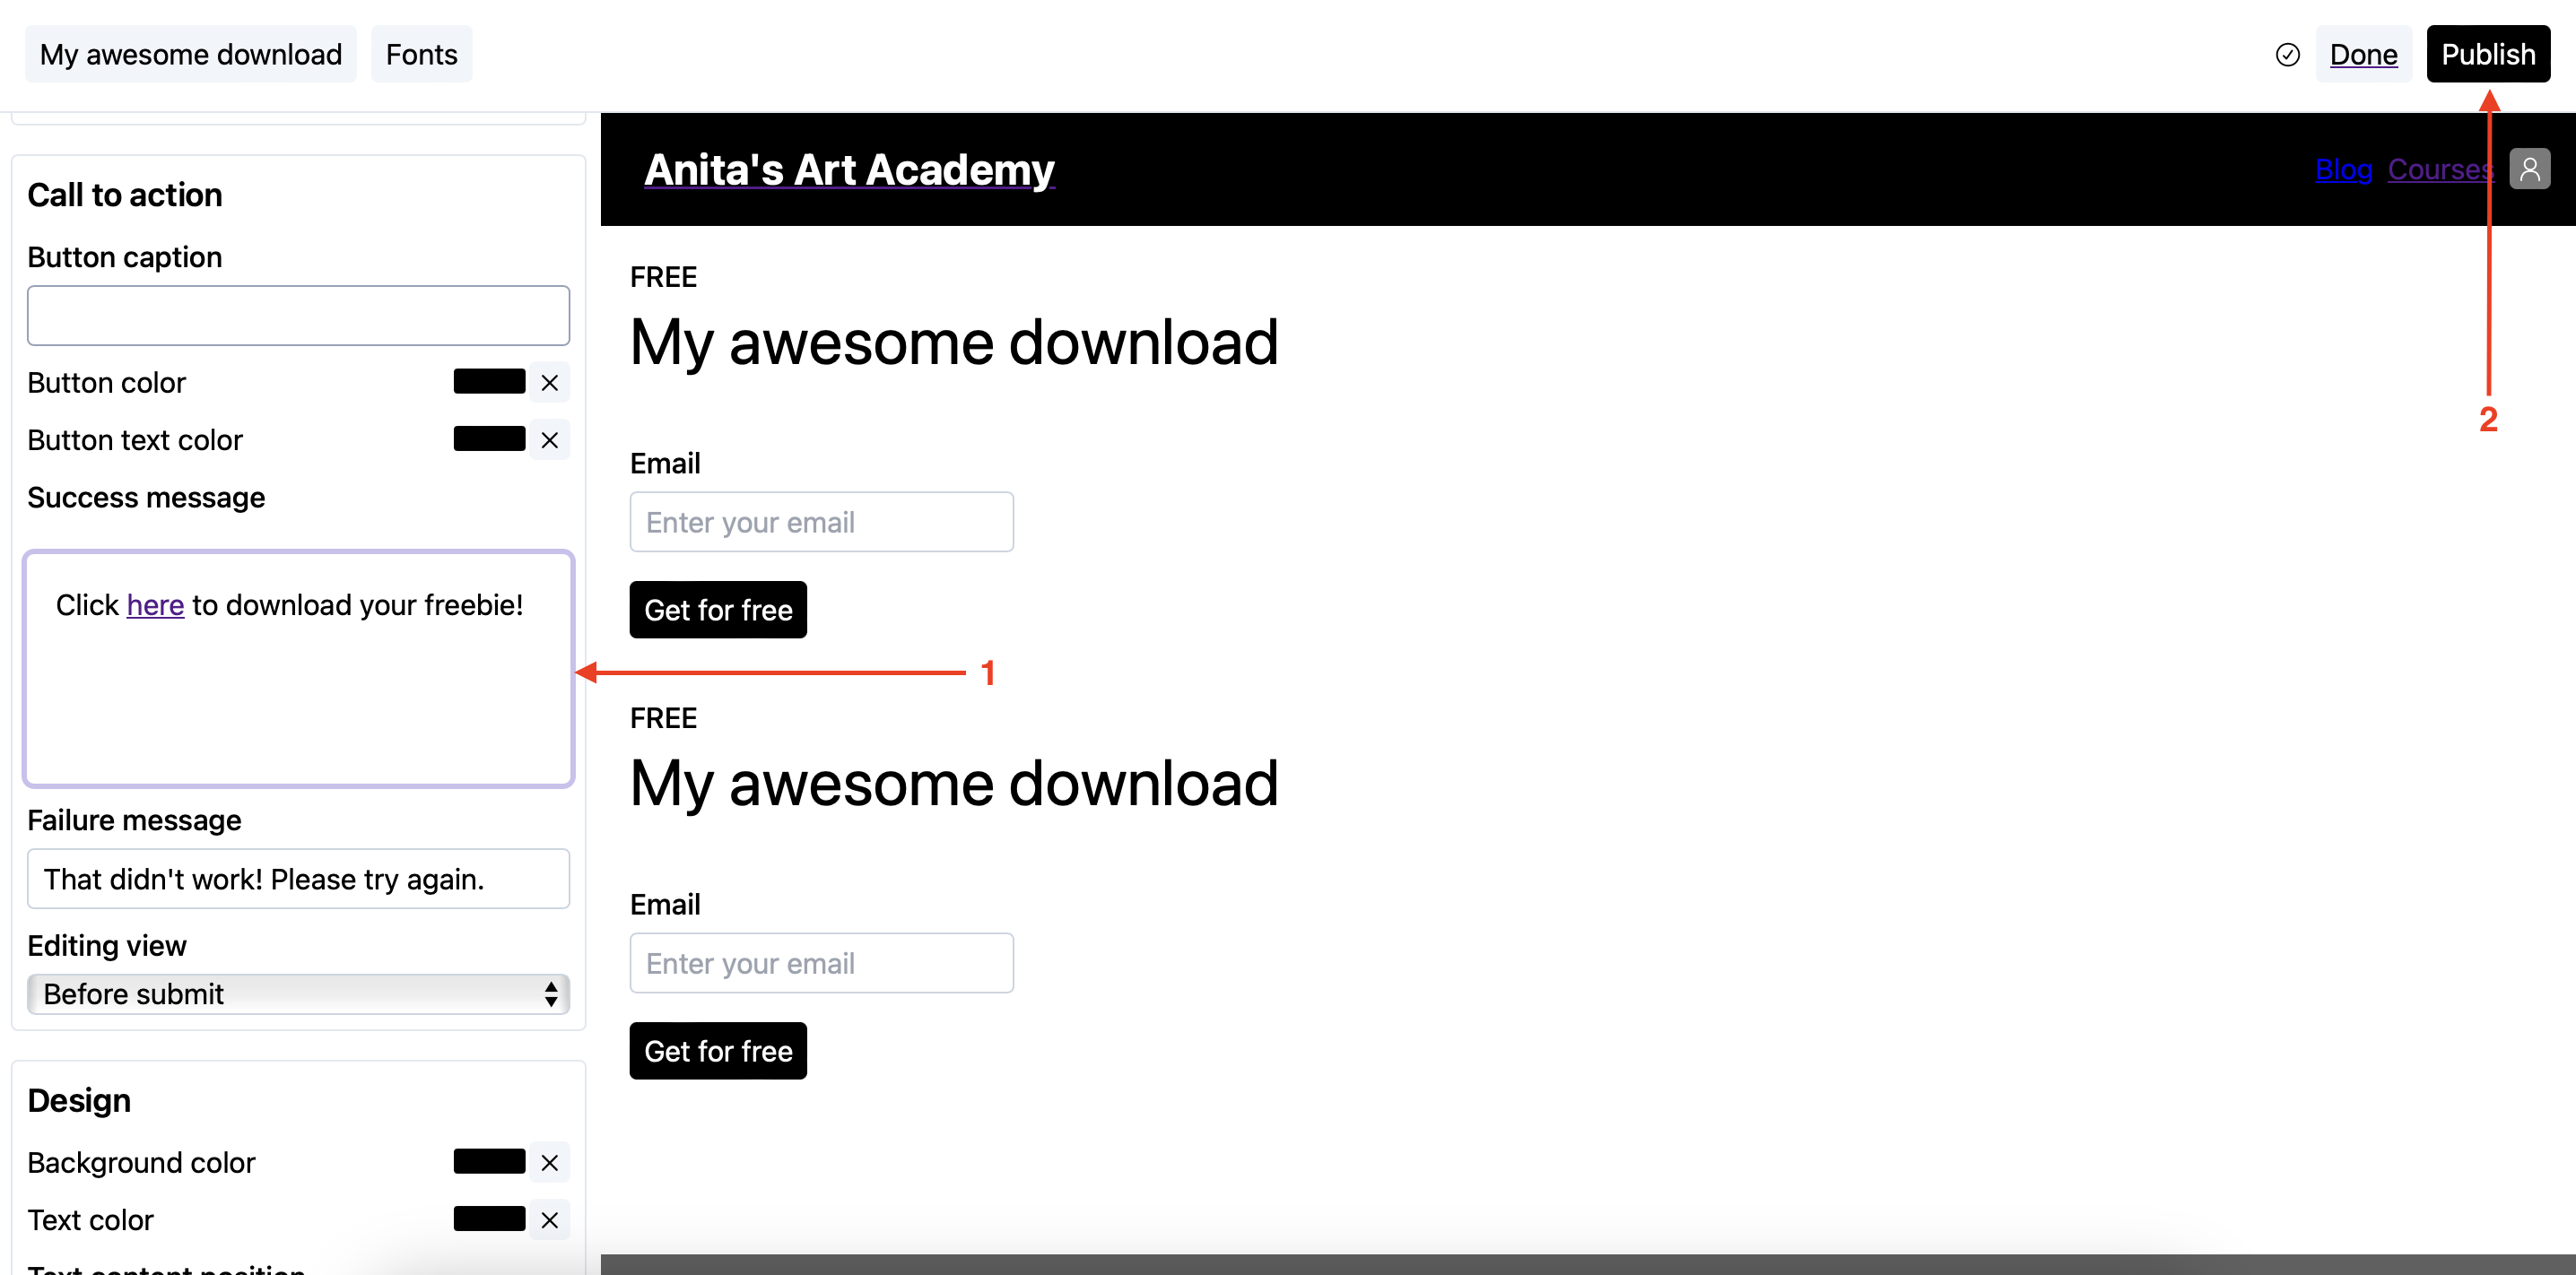 My awesome download
Fonts
Done
Publish
Call to action
Button caption
Button color
Button text color
Success message
Click here to download your freebie!
Failure message
That didn't work! Please try again.
Editing view
Before submit
Design
Background color
Text color
Text content position
Anita's Art Academy
Blog Courses
FREE
My awesome download
Email
Enter your email
Get for free
FREE
My awesome download
Email
Enter your email
Get for free
1
2